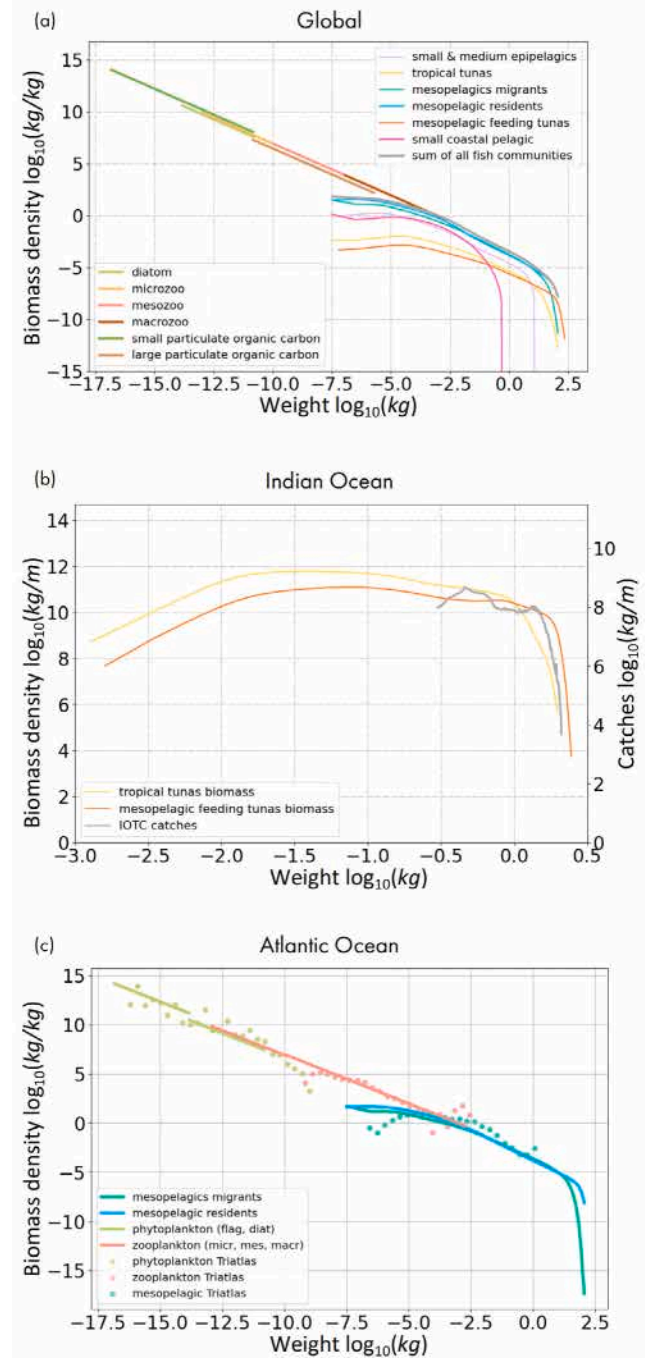 (a)
Global
Biomass density log10(kg/kg)
15
10
5
0
−5
−10
−15
small & medium epipelagics
tropical tunas
mesopelagics migrants
mesopelagic residents
mesopelagic feeding tunas
small coastal pelagic
sum of all fish communities
diatom
microzoo
mesozoo
macrozoo
small particulate organic carbon
large particulate organic carbon
−17.5 −15.0 −12.5 −10.0 −7.5 −5.0 −2.5 0.0 2.5
Weight log10(kg)
(b)
Indian Ocean
Biomass density log10(kg/m)
14
12
10
8
6
4
2
0
Catches log10(kg/m)
10
8
6
4
2
0
tropical tunas biomass
mesopelagic feeding tunas biomass
IOTC catches
−3.0 −2.5 −2.0 −1.5 −1.0 −0.5 0.0 0.5
Weight log10(kg)
(c)
Atlantic Ocean
Biomass density log10(kg/kg)
15
10
5
0
−5
−10
−15
mesopelagics migrants
mesopelagic residents
phytoplankton (flag, diat)
zooplankton (micr, mes, macr)
phytoplankton Triatlas
zooplankton Triatlas
mesopelagic Triatlas
−17.5 −15.0 −12.5 −10.0 −7.5 −5.0 −2.5 0.0 2.5
Weight log10(kg)